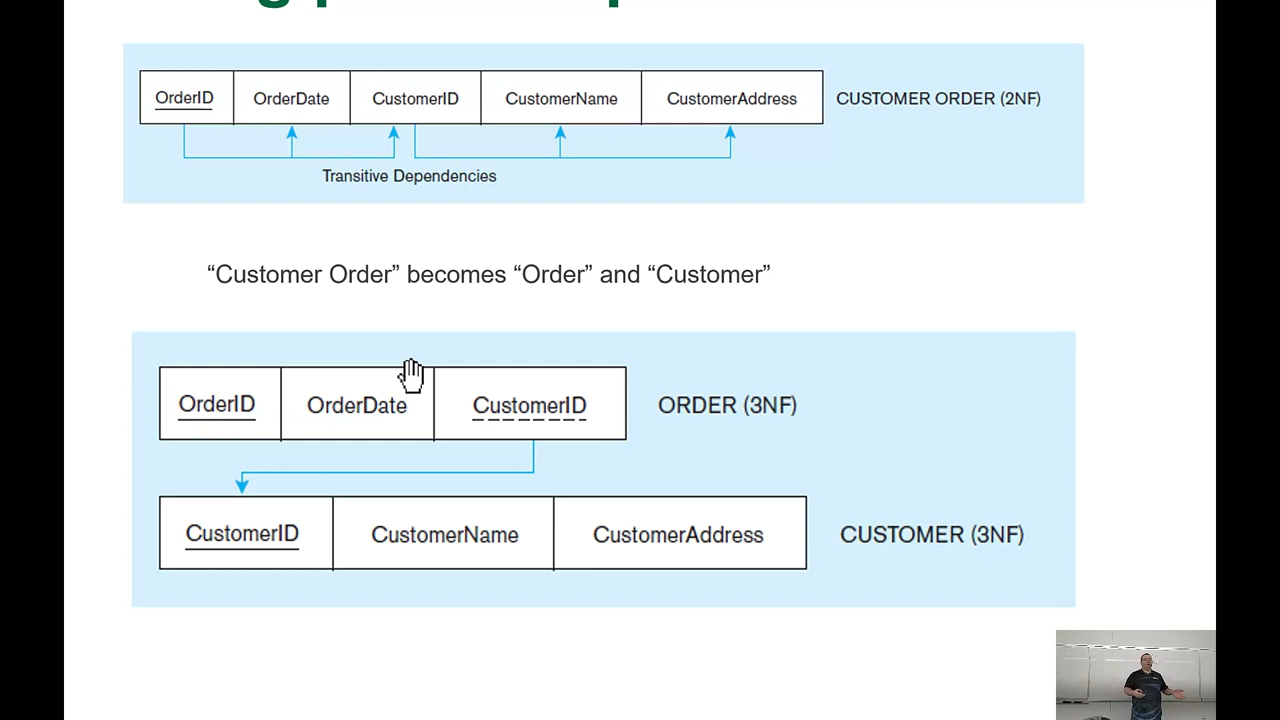 OrderID OrderDate CustomerID CustomerName CustomerAddress CUSTOMER ORDER (2NF)
Transitive Dependencies
“Customer Order” becomes “Order” and “Customer”
OrderID OrderDate CustomerID ORDER (3NF)
CustomerID CustomerName CustomerAddress CUSTOMER (3NF)